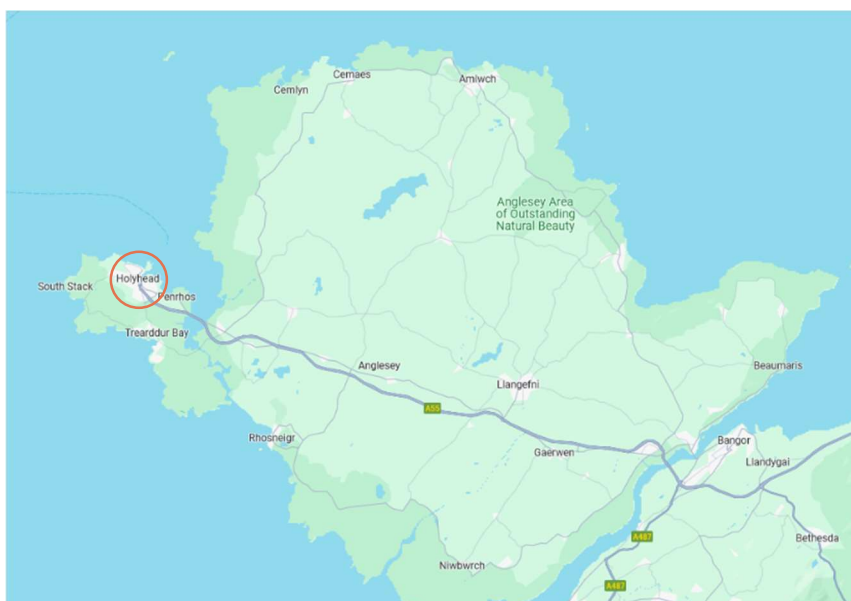 Cemaes
Amlwch
Cemlyn
Anglesey Area
of Outstanding
Natural Beauty
Holyhead
South Stack
Penrhos
Trearddur Bay
Anglesey
Beaumaris
Llangefni
A55
Rhosneigr
Bangor
Gaerwen
Llandygai
A487
Bethesda
Niwbwrch
A487